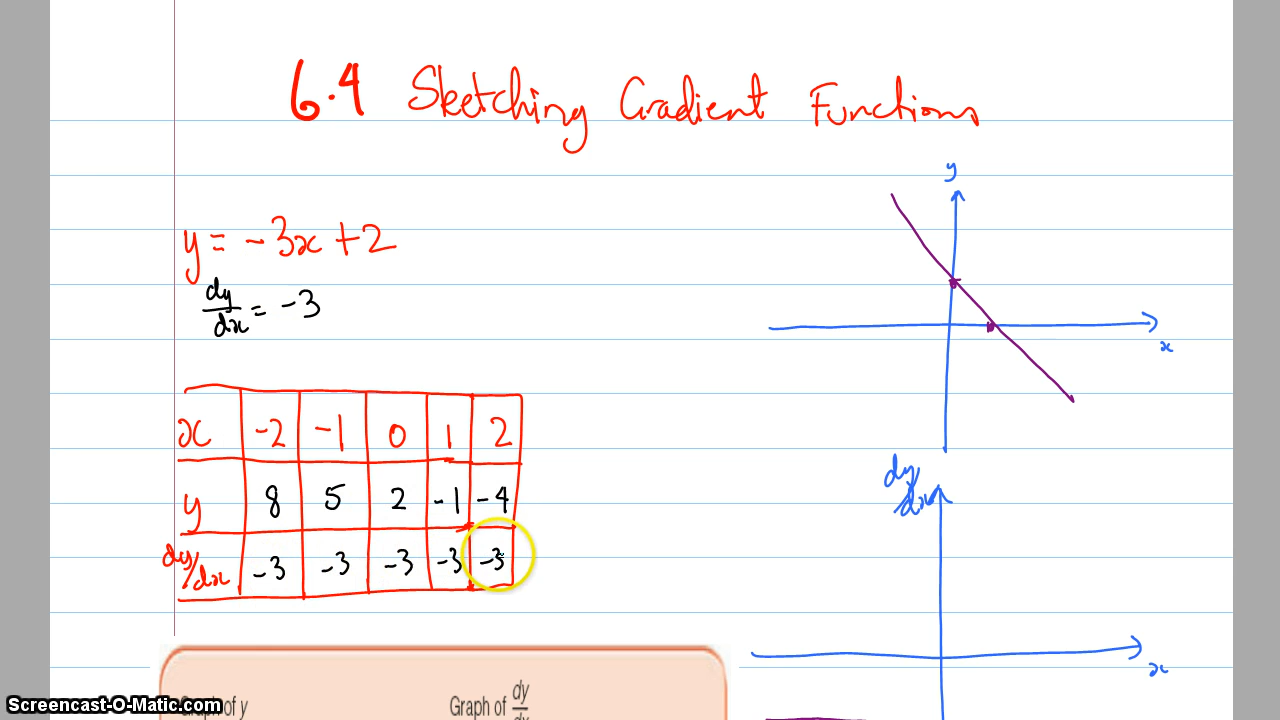 6.4 Sketching Gradient Functions
y
y = -3x + 2
dy/dx = -3
x
x -2 -1 0 1 2
y 8 5 2 -1 -4
dy/dx -3 -3 -3 -3 -3
dy/dx
x
Graph of y Graph of dy/dx
Screencast-O-Matic.com